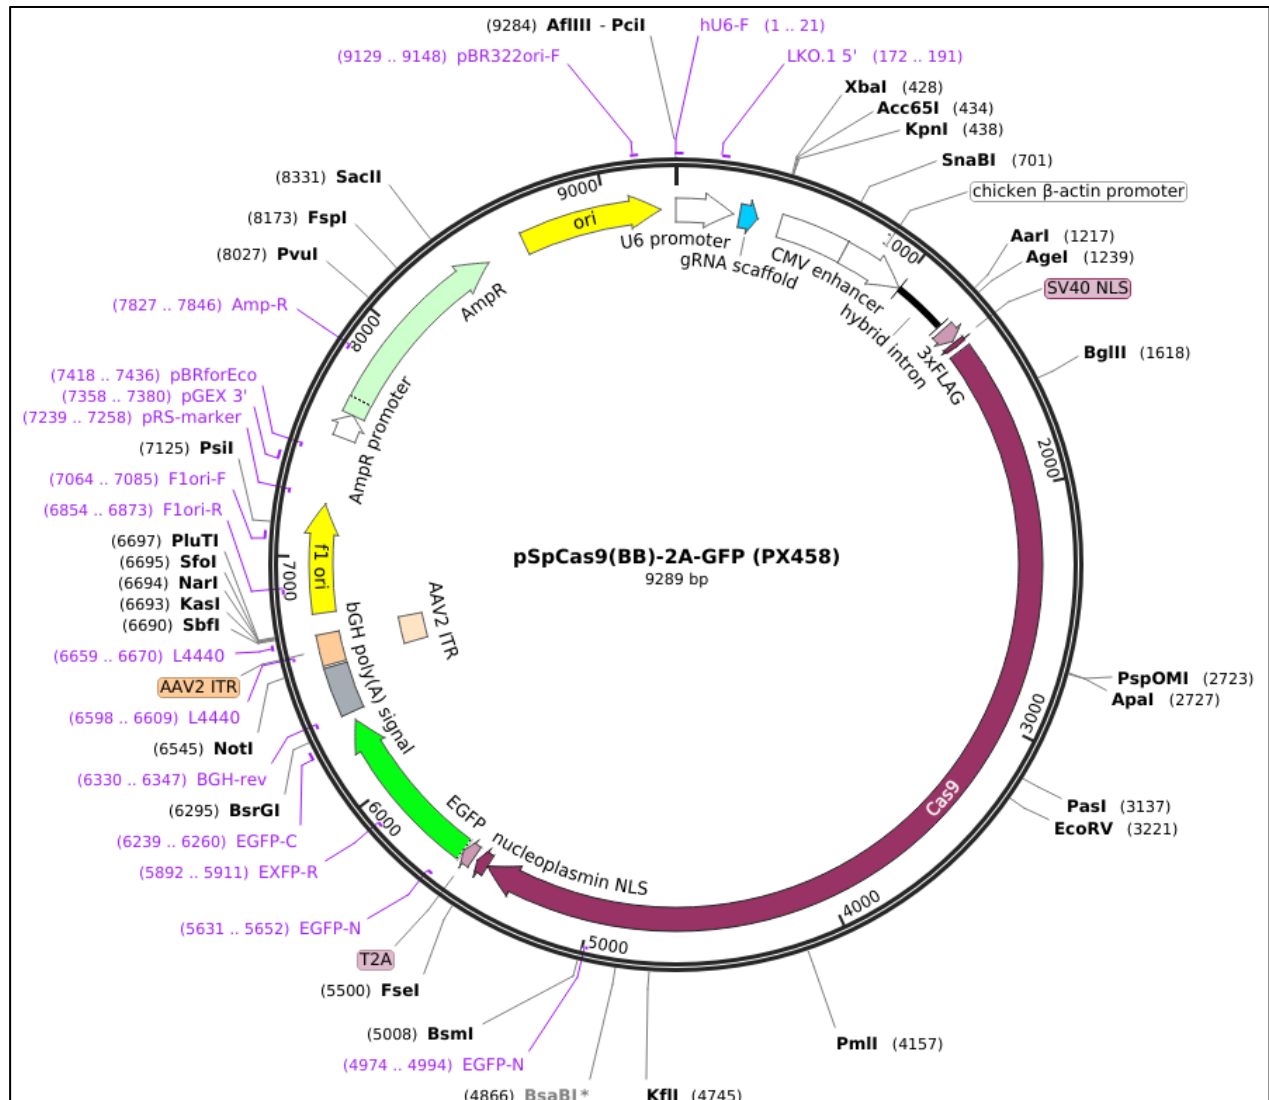 (9284) AflIII - PciI
hU6-F (1 .. 21)
(9129 .. 9148) pBR322ori-F
LKO.1 5' (172 .. 191)
XbaI (428)
Acc65I (434)
KpnI (438)
SnaBI (701)
chicken β-actin promoter
AarI (1217)
AgeI (1239)
SV40 NLS
BglII (1618)
PspOMI (2723)
ApaI (2727)
PasI (3137)
EcoRV (3221)
PmlI (4157)
KflI (4745)
(4866) BsaBI*
(4974 .. 4994) EGFP-N
(5008) BsmI
(5500) FseI
T2A
(5631 .. 5652) EGFP-N
(5892 .. 5911) EXFP-R
(6239 .. 6260) EGFP-C
(6295) BsrGI
(6330 .. 6347) BGH-rev
(6545) NotI
(6598 .. 6609) L4440
AAV2 ITR
(6659 .. 6670) L4440
(6690) SbfI
(6693) KasI
(6694) NarI
(6695) SfoI
(6697) PluTI
(6854 .. 6873) F1ori-R
(7064 .. 7085) F1ori-F
(7125) PsiI
(7239 .. 7258) pRS-marker
(7358 .. 7380) pGEX 3'
(7418 .. 7436) pBRforEco
(7827 .. 7846) Amp-R
(8027) PvuI
(8173) FspI
(8331) SacII
1000
2000
3000
4000
5000
6000
7000
8000
9000
ori
U6 promoter
gRNA scaffold
CMV enhancer
hybrid intron
3xFLAG
Cas9
nucleoplasmin NLS
EGFP
bGH poly(A) signal
AAV2 ITR
f1 ori
AmpR promoter
AmpR
pSpCas9(BB)-2A-GFP (PX458)
9289 bp